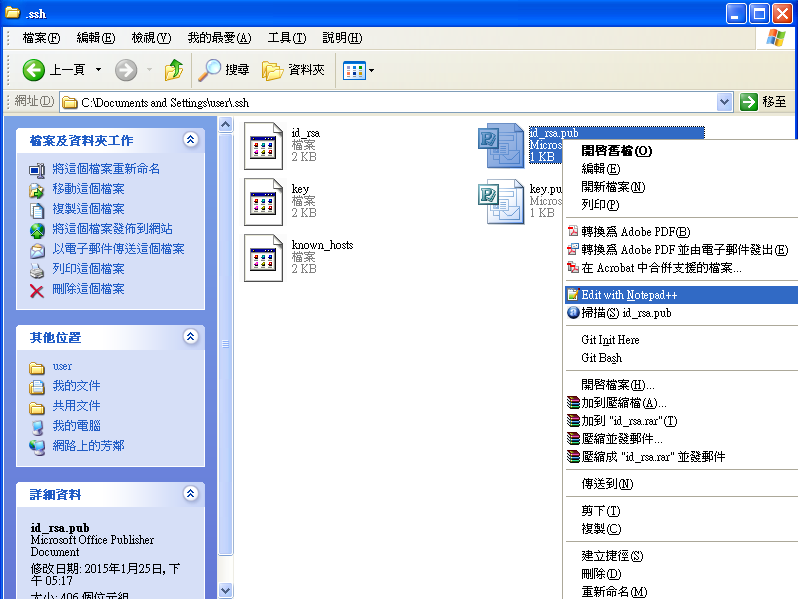 .ssh
檔案(F) 編輯(E) 檢視(V) 我的最愛(A) 工具(T) 說明(H)
上一頁 搜尋 資料夾
網址(D) C:\Documents and Settings\user\.ssh 移至
檔案及資料夾工作
將這個檔案重新命名
移動這個檔案
複製這個檔案
將這個檔案發佈到網站
以電子郵件傳送這個檔案
列印這個檔案
刪除這個檔案
其他位置
user
我的文件
共用文件
我的電腦
網路上的芳鄰
詳細資料
id_rsa.pub
Microsoft Office Publisher
Document
修改日期: 2015年1月25日, 下
午 05:17
大小: 406 個位元組
id_rsa
檔案
2 KB
key
檔案
2 KB
known_hosts
檔案
2 KB
id_rsa.pub
Micros
1 KB
key.pu
Micros
1 KB
開啓舊檔(O)
編輯(E)
開新檔案(N)
列印(P)
轉換為 Adobe PDF(B)
轉換為 Adobe PDF 並由電子郵件發出(E)
在 Acrobat 中合併支援的檔案...
Edit with Notepad++
掃描(S) id_rsa.pub
Git Init Here
Git Bash
開啓檔案(H)...
加到壓縮檔(A)...
加到 "id_rsa.rar"(T)
壓縮並發郵件...
壓縮成 "id_rsa.rar" 並發郵件
傳送到(N)
剪下(T)
複製(C)
建立捷徑(S)
刪除(D)
重新命名(M)